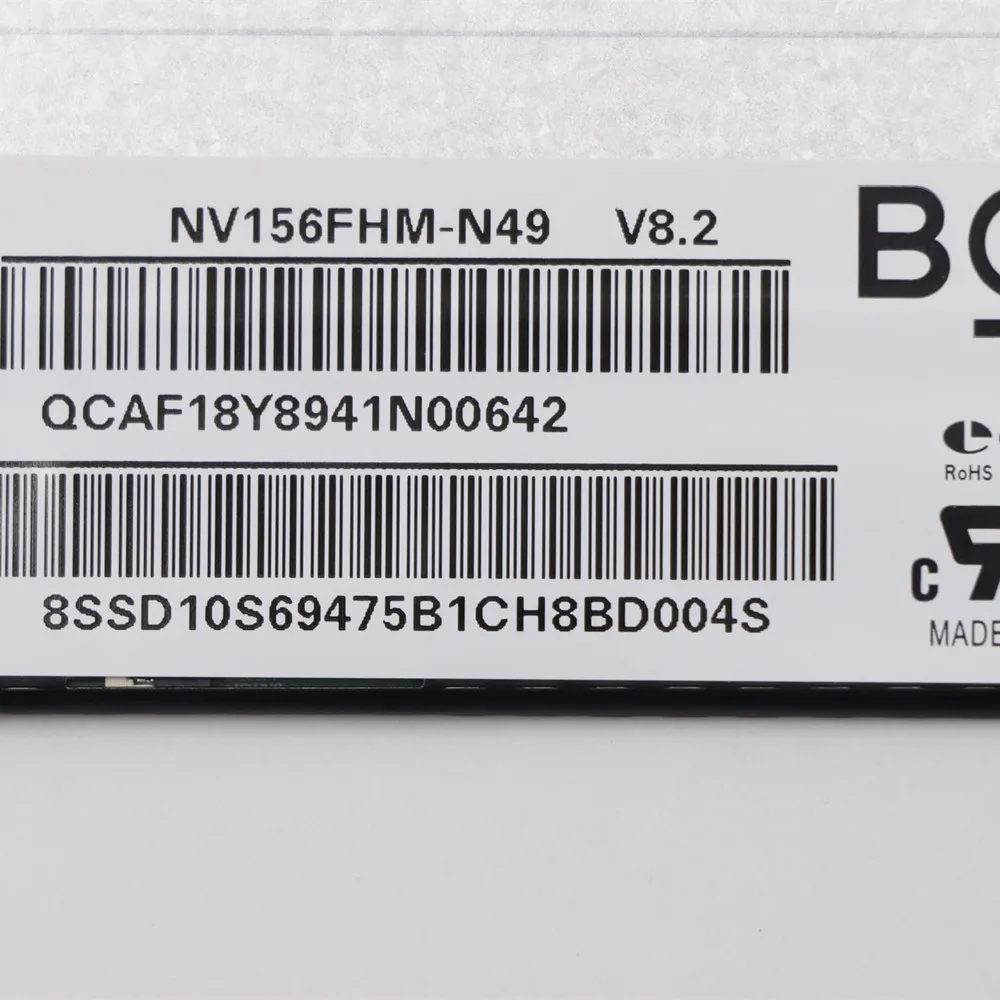 NV156FHM-N49 V8.2
QCAF18Y8941N00642
8SSD10S69475B1CH8BD004S
B
RoHS
C
MADE